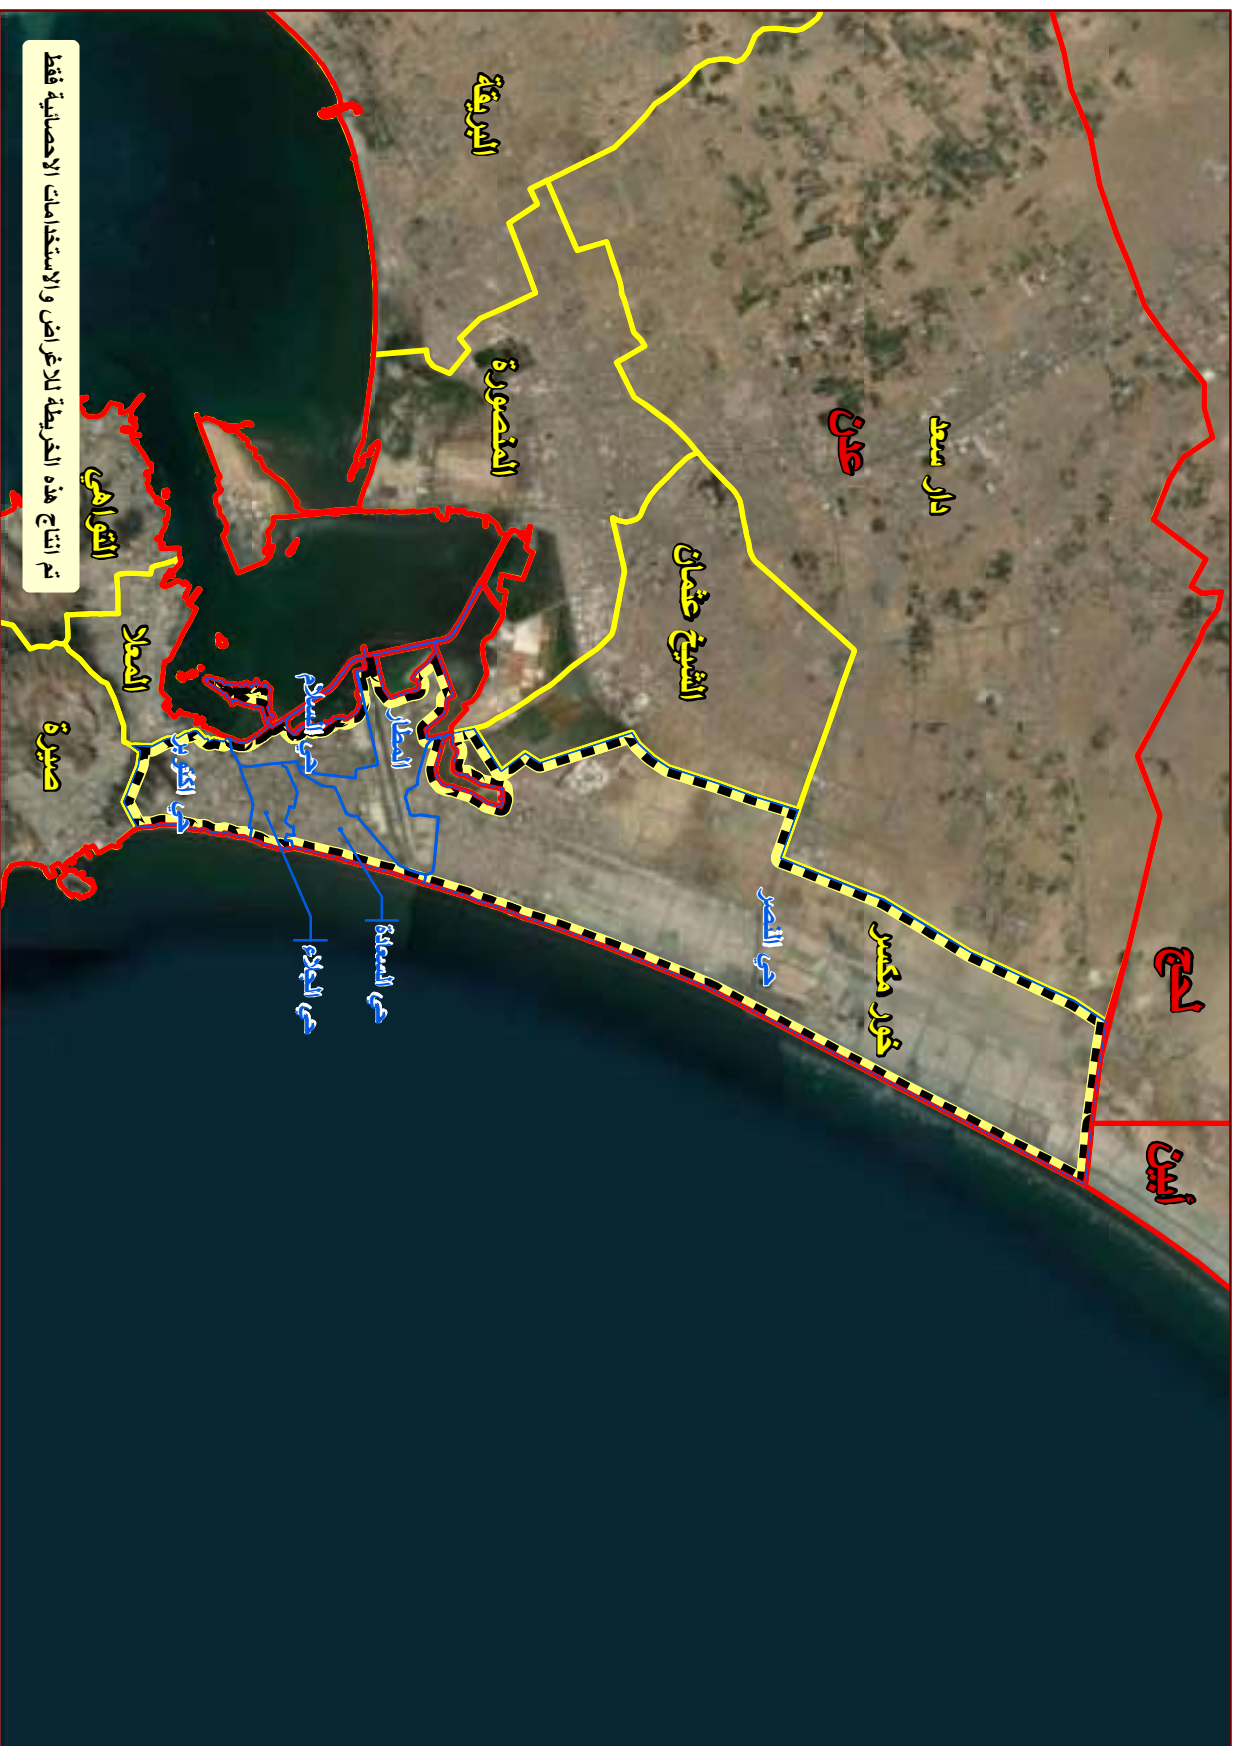 لحج
أبين
دار سعد
خور مكسر
عدن
حي النصر
الشيخ عثمان
البريقة
المنصورة
المطار
حي السعادة
حي السلام
حي الجلاء
حي اكتوبر
المعلا
التواهي
صيرة
تم انتاج هذه الخريطة للاغراض والاستخدامات الاحصائية فقط